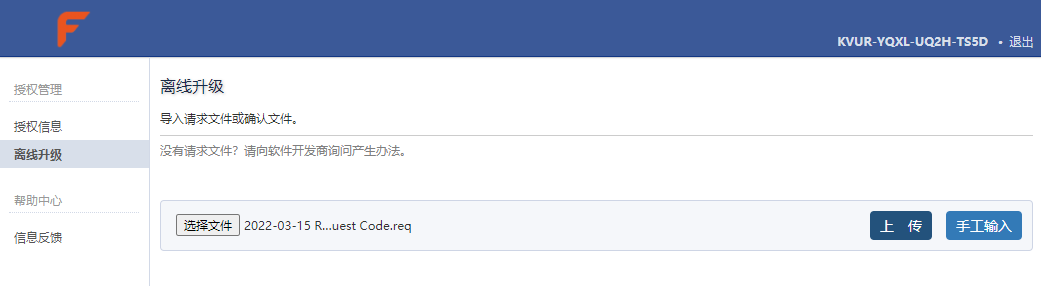 KVUR-YQXL-UQ2H-TS5D • 退出
授权管理
授权信息
离线升级
帮助中心
信息反馈
离线升级
导入请求文件或确认文件。
没有请求文件？请向软件开发商询问产生办法。
选择文件 2022-03-15 R...uest Code.req
上 传 手工输入